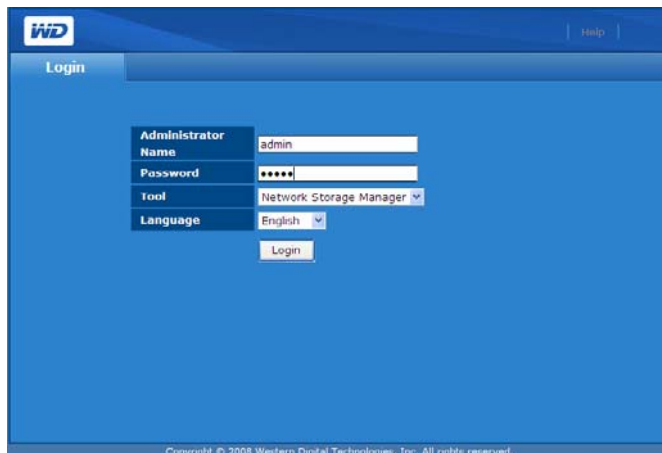 WD
Help
Login
Administrator
Name
admin
Password
•••••
Tool
Network Storage Manager
Language
English
Login
Copyright © 2008 Western Digital Technologies, Inc. All rights reserved.